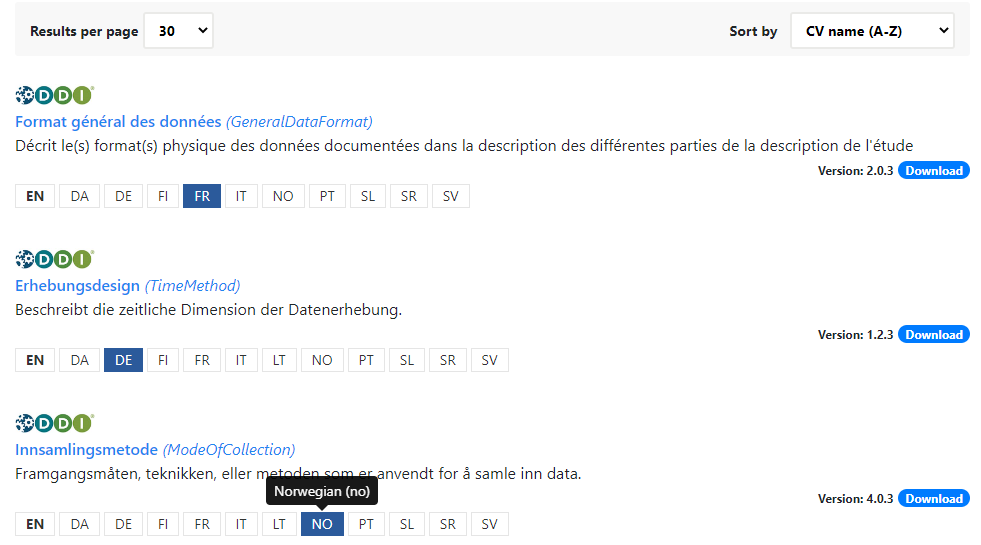 Results per page 30 Sort by CV name (A-Z)
DDI®
Format général des données (GeneralDataFormat)
Décrit le(s) format(s) physique des données documentées dans la description des différentes parties de la description de l'étude
Version: 2.0.3 Download
EN DA DE FI FR IT NO PT SL SR SV
DDI®
Erhebungsdesign (TimeMethod)
Beschreibt die zeitliche Dimension der Datenerhebung.
Version: 1.2.3 Download
EN DA DE FI FR IT LT NO PT SL SR SV
DDI®
Innsamlingsmetode (ModeOfCollection)
Framgangsmåten, teknikken, eller metoden som er anvendt for å samle inn data.
Norwegian (no)
Version: 4.0.3 Download
EN DA DE FI FR IT LT NO PT SL SR SV